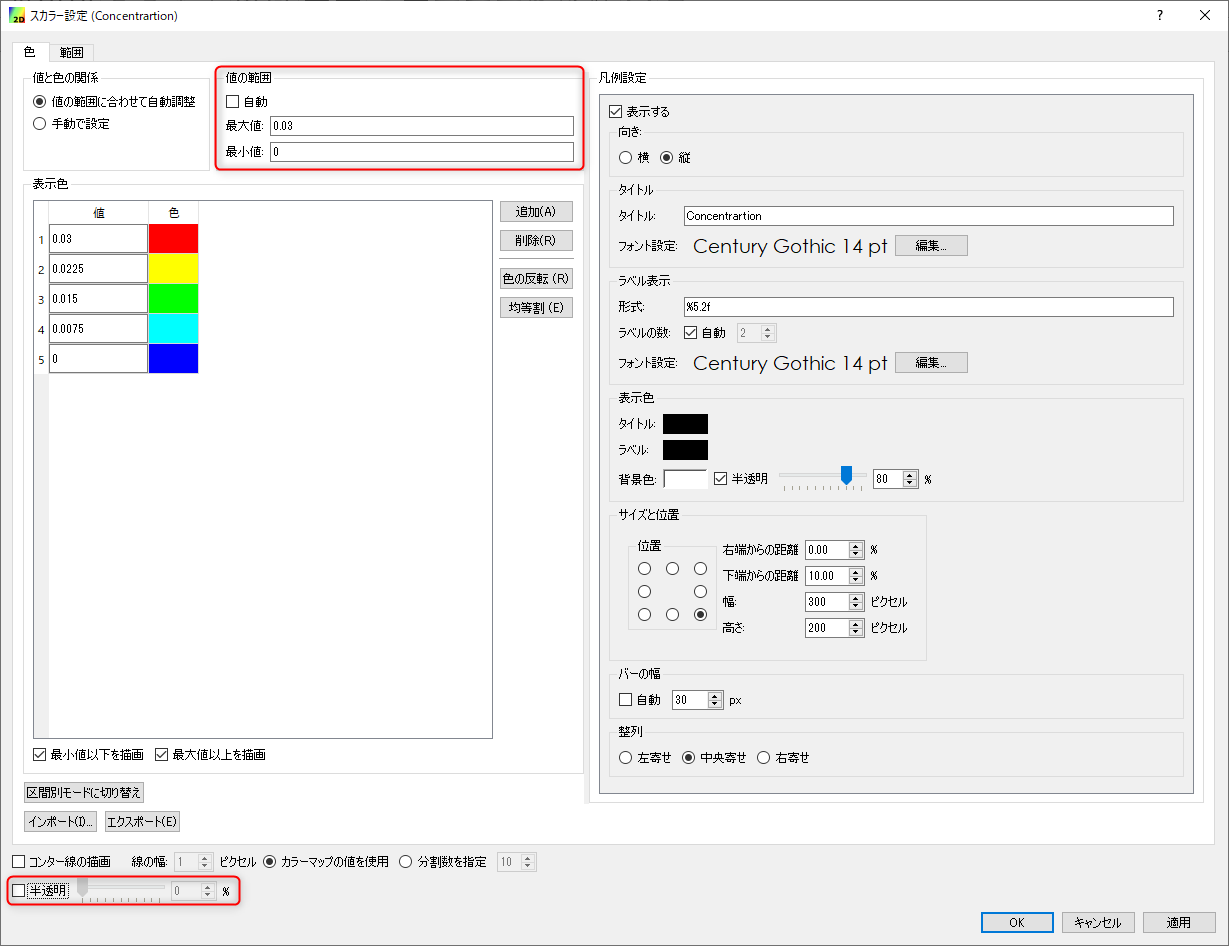 2D スカラー設定 (Concentrartion)
?
色 範囲
値と色の関係
値の範囲に合わせて自動調整
手動で設定
値の範囲
自動
最大値: 0.03
最小値: 0
表示色
値 色
1 0.03
2 0.0225
3 0.015
4 0.0075
5 0
追加(A)
削除(R)
色の反転 (R)
均等割 (E)
最小値以下を描画 最大値以上を描画
区間別モードに切り替え
インポート(I)... エクスポート(E)
凡例設定
表示する
向き:
横 縦
タイトル
タイトル: Concentrartion
フォント設定: Century Gothic 14 pt 編集...
ラベル表示
形式: %5.2f
ラベルの数: 自動 2
フォント設定: Century Gothic 14 pt 編集...
表示色
タイトル:
ラベル:
背景色: 半透明 80 %
サイズと位置
位置
右端からの距離 0.00 %
下端からの距離 10.00 %
幅: 300 ピクセル
高さ: 200 ピクセル
バーの幅
自動 30 px
整列
左寄せ 中央寄せ 右寄せ
コンター線の描画 線の幅: 1 ピクセル カラーマップの値を使用 分割数を指定 10
半透明 0 %
OK キャンセル 適用